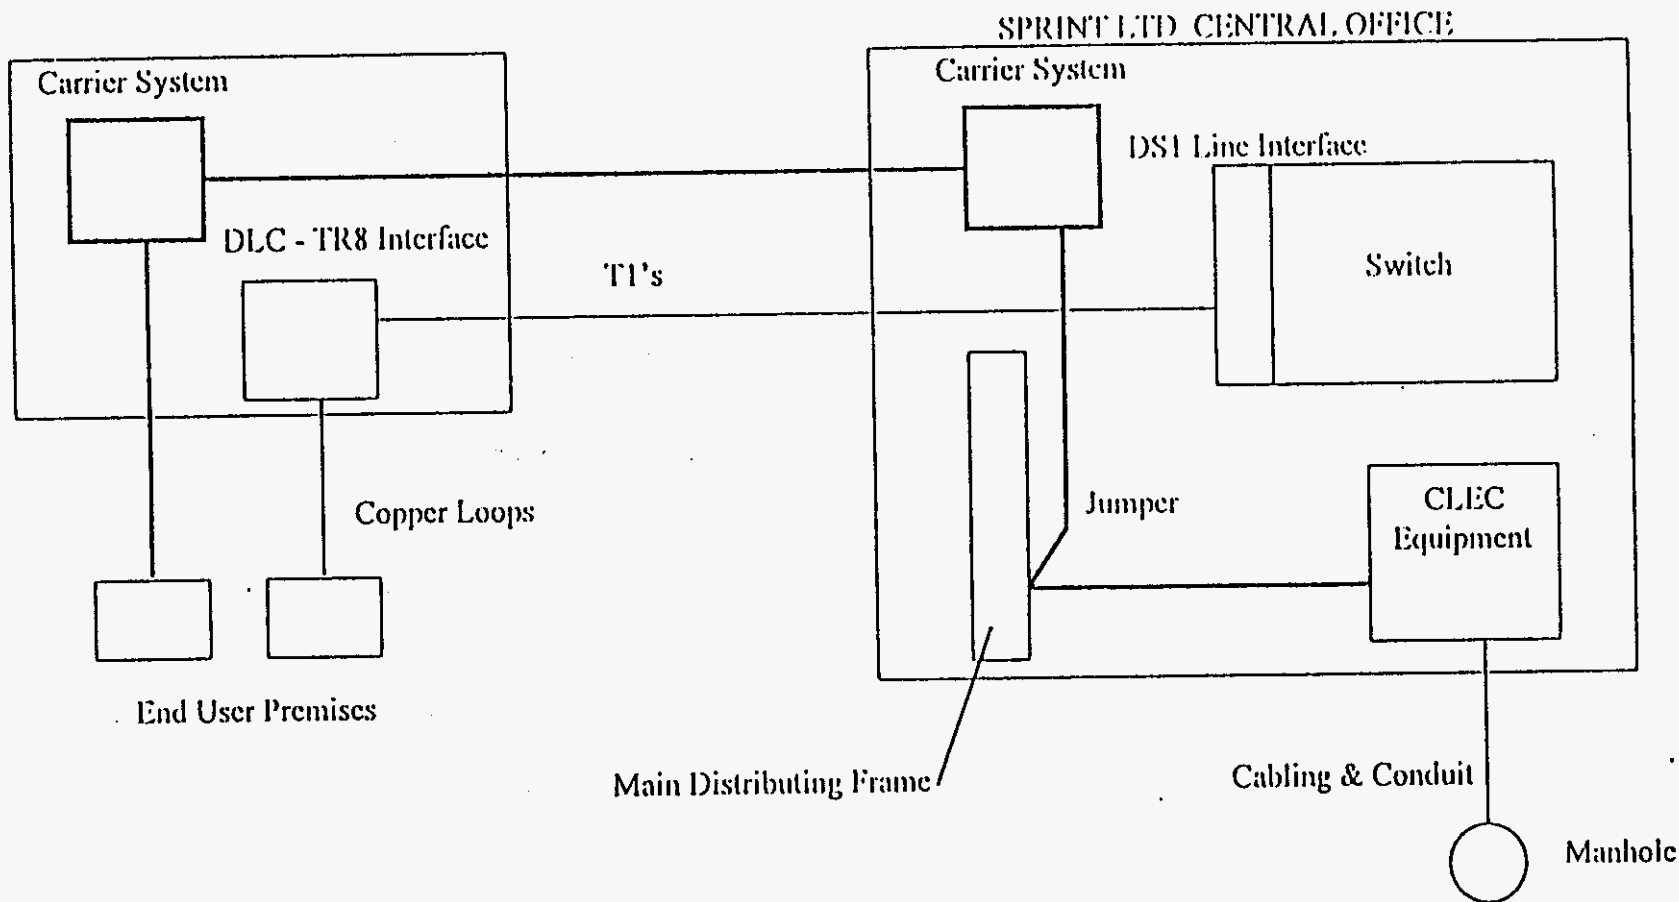 SPRINT LTD CENTRAL OFFICE
Carrier System
Carrier System
DS1 Line Interface
DLC - TR8 Interface
T1's
Switch
Copper Loops
Jumper
CLEC
Equipment
End User Premises
Main Distributing Frame
Cabling & Conduit
Manhole